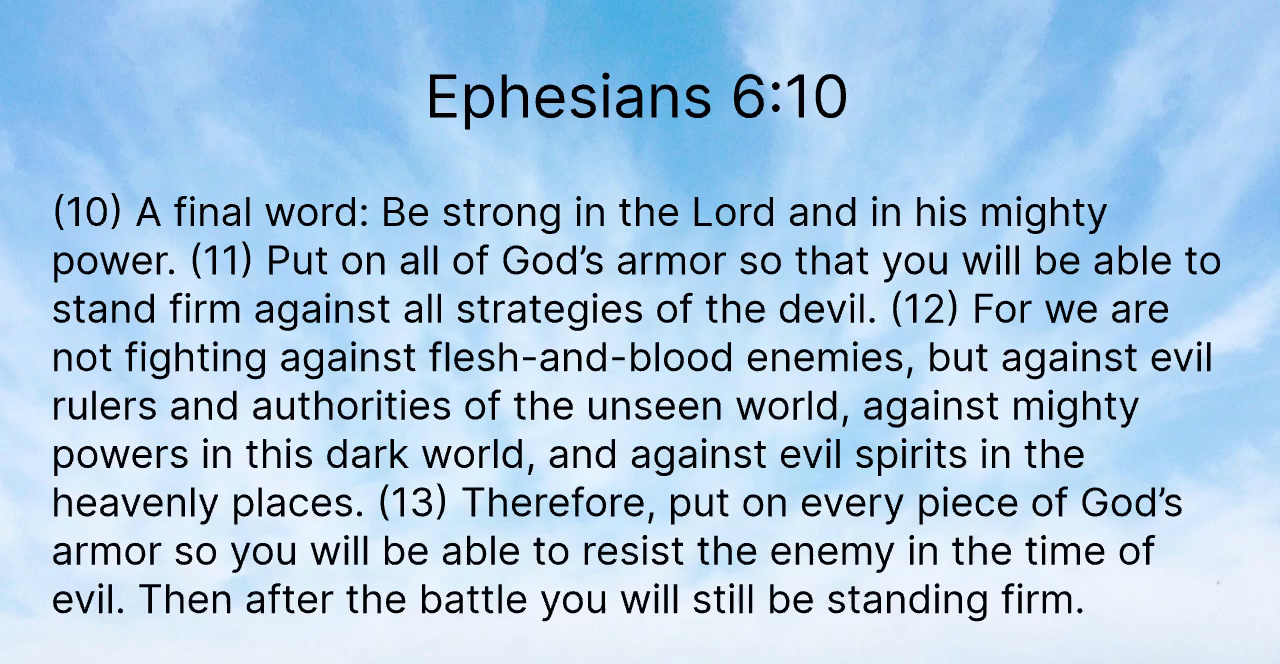 Ephesians 6:10
(10) A final word: Be strong in the Lord and in his mighty
power. (11) Put on all of God’s armor so that you will be able to
stand firm against all strategies of the devil. (12) For we are
not fighting against flesh-and-blood enemies, but against evil
rulers and authorities of the unseen world, against mighty
powers in this dark world, and against evil spirits in the
heavenly places. (13) Therefore, put on every piece of God’s
armor so you will be able to resist the enemy in the time of
evil. Then after the battle you will still be standing firm.